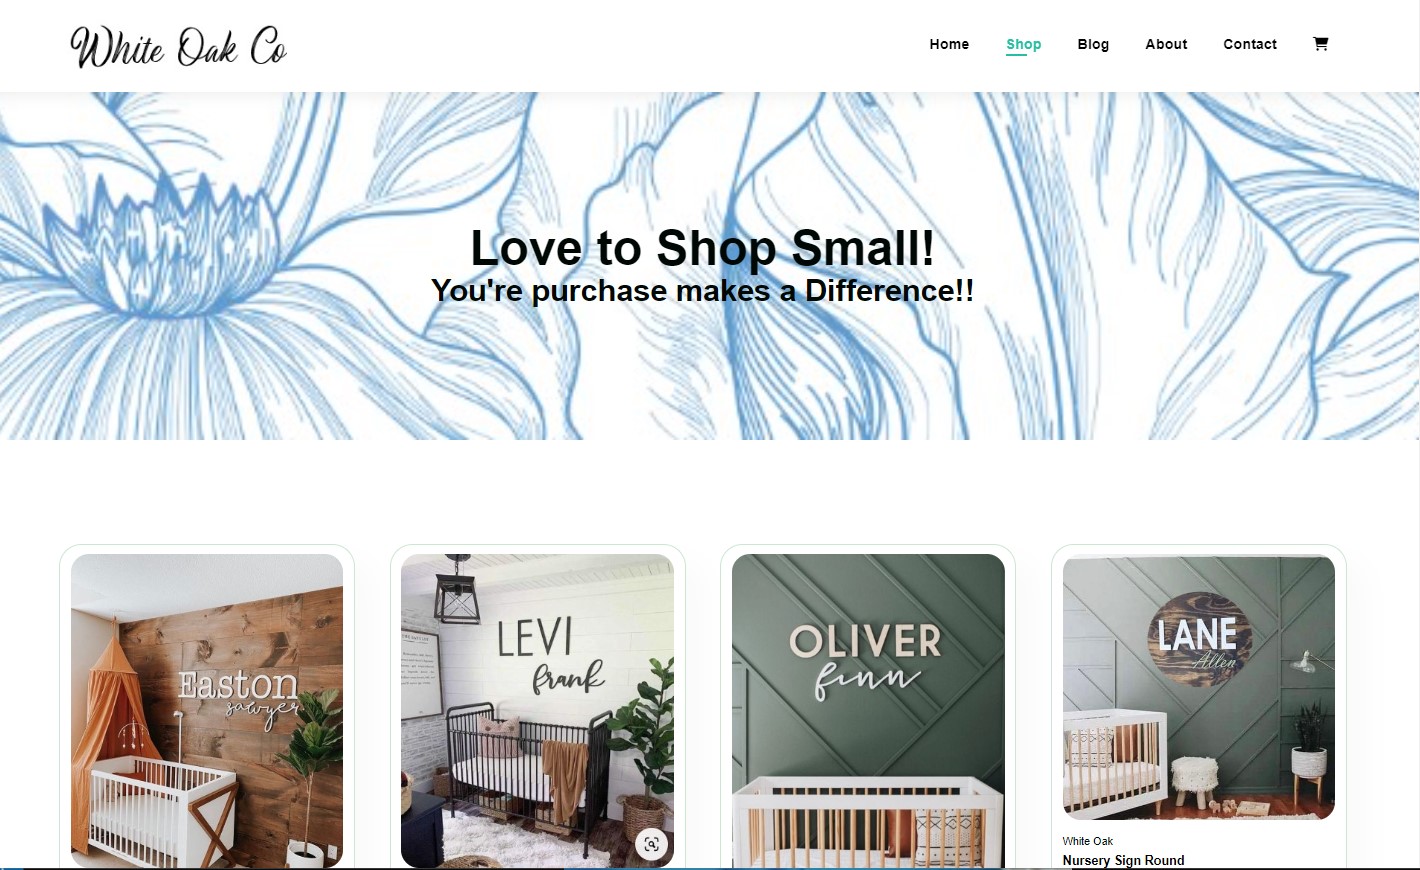 White Oak Co
Home Shop Blog About Contact
Love to Shop Small!
You're purchase makes a Difference!!
Easton
sawyer
LEVI
frank
OLIVER
finn
LANE
Allen
White Oak
Nursery Sign Round